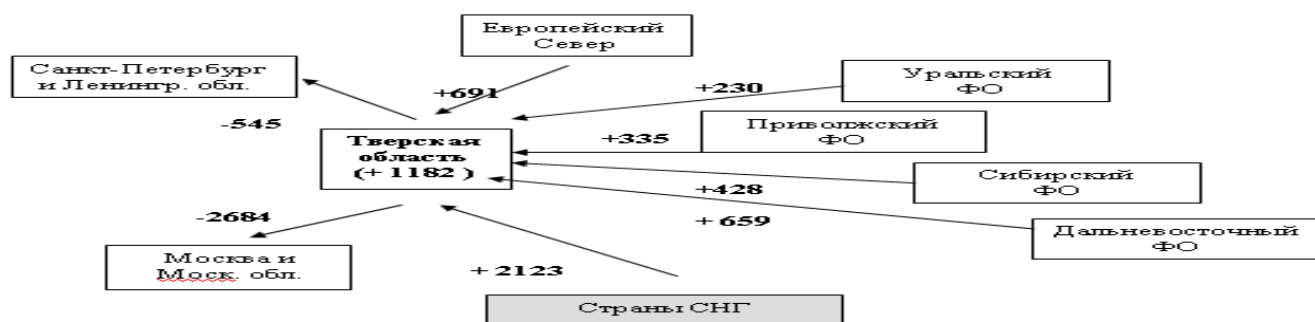 Европейский
Север
Санкт-Петербург
и Ленингр. обл.
Уральский
ФО
+691
+230
-545
Приволжский
ФО
Тверская
область
(+ 1182 )
+335
Сибирский
ФО
+428
-2684
+ 659
Дальневосточный
ФО
Москва и
Моск. обл.
+ 2123
Страны СНГ